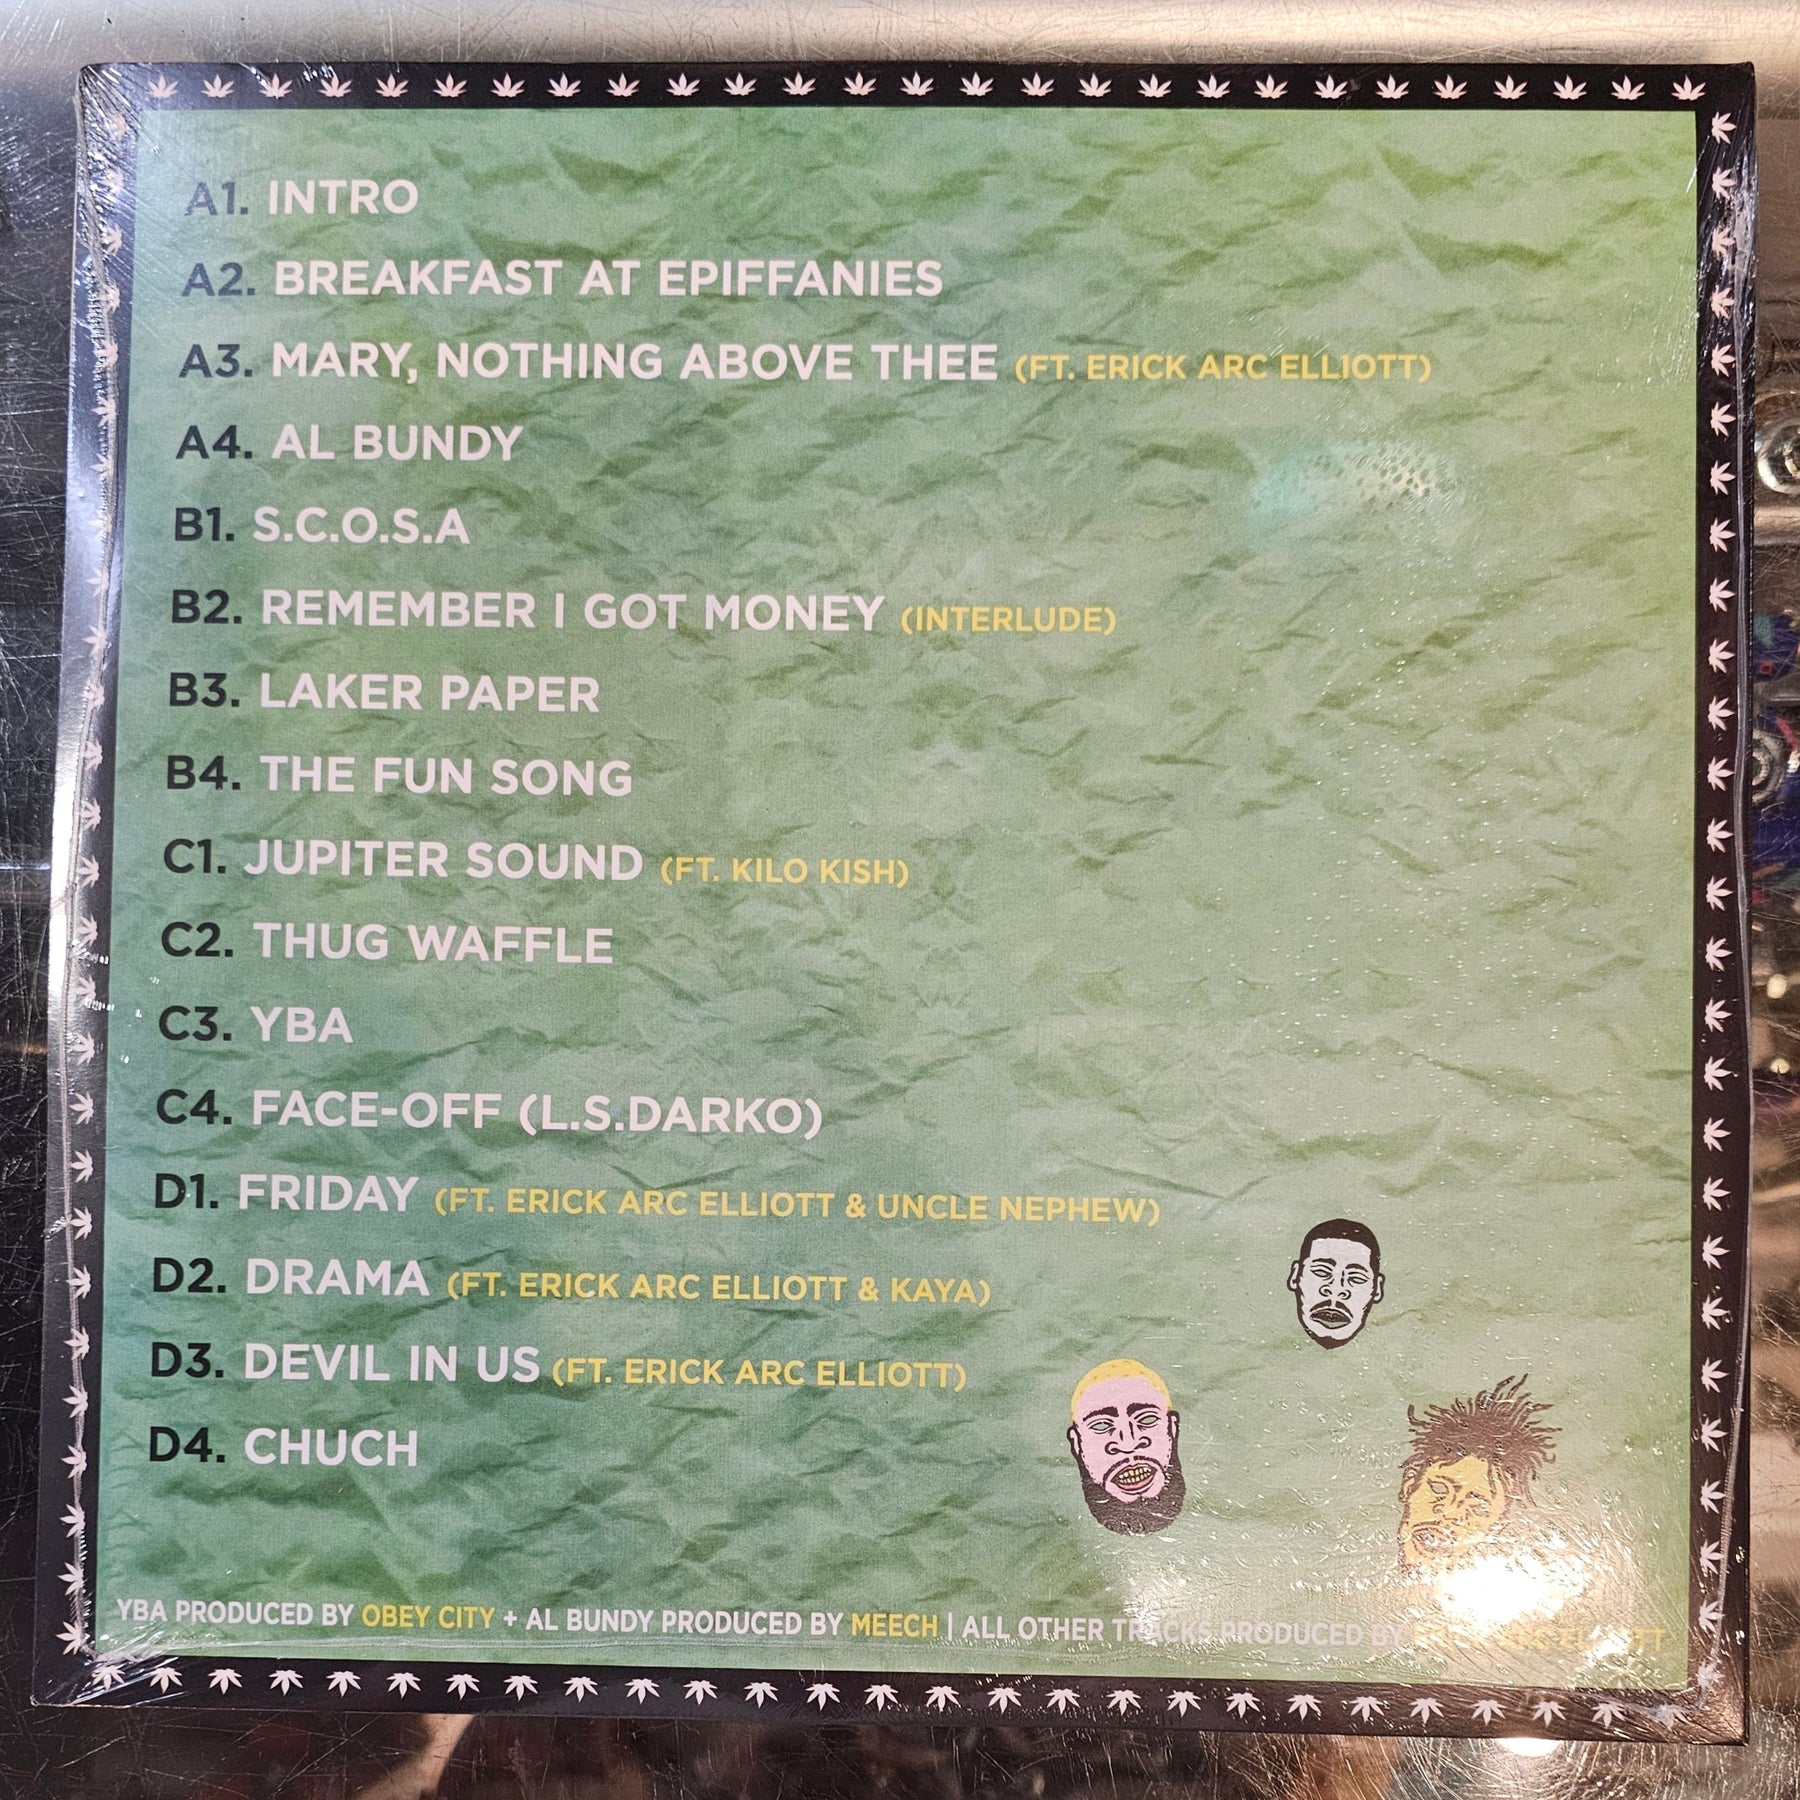 A1. INTRO
A2. BREAKFAST AT EPIFFANIES
A3. MARY, NOTHING ABOVE THEE (FT. ERICK ARC ELLIOTT)
A4. AL BUNDY
B1. S.C.O.S.A
B2. REMEMBER I GOT MONEY (INTERLUDE)
B3. LAKER PAPER
B4. THE FUN SONG
C1. JUPITER SOUND (FT. KILO KISH)
C2. THUG WAFFLE
C3. YBA
C4. FACE-OFF (L.S.DARKO)
D1. FRIDAY (FT. ERICK ARC ELLIOTT & UNCLE NEPHEW)
D2. DRAMA (FT. ERICK ARC ELLIOTT & KAYA)
D3. DEVIL IN US (FT. ERICK ARC ELLIOTT)
D4. CHUCH
YBA PRODUCED BY OBEY CITY + AL BUNDY PRODUCED BY MEECH | ALL OTHER TRACKS PRODUCED BY ELLIOTT